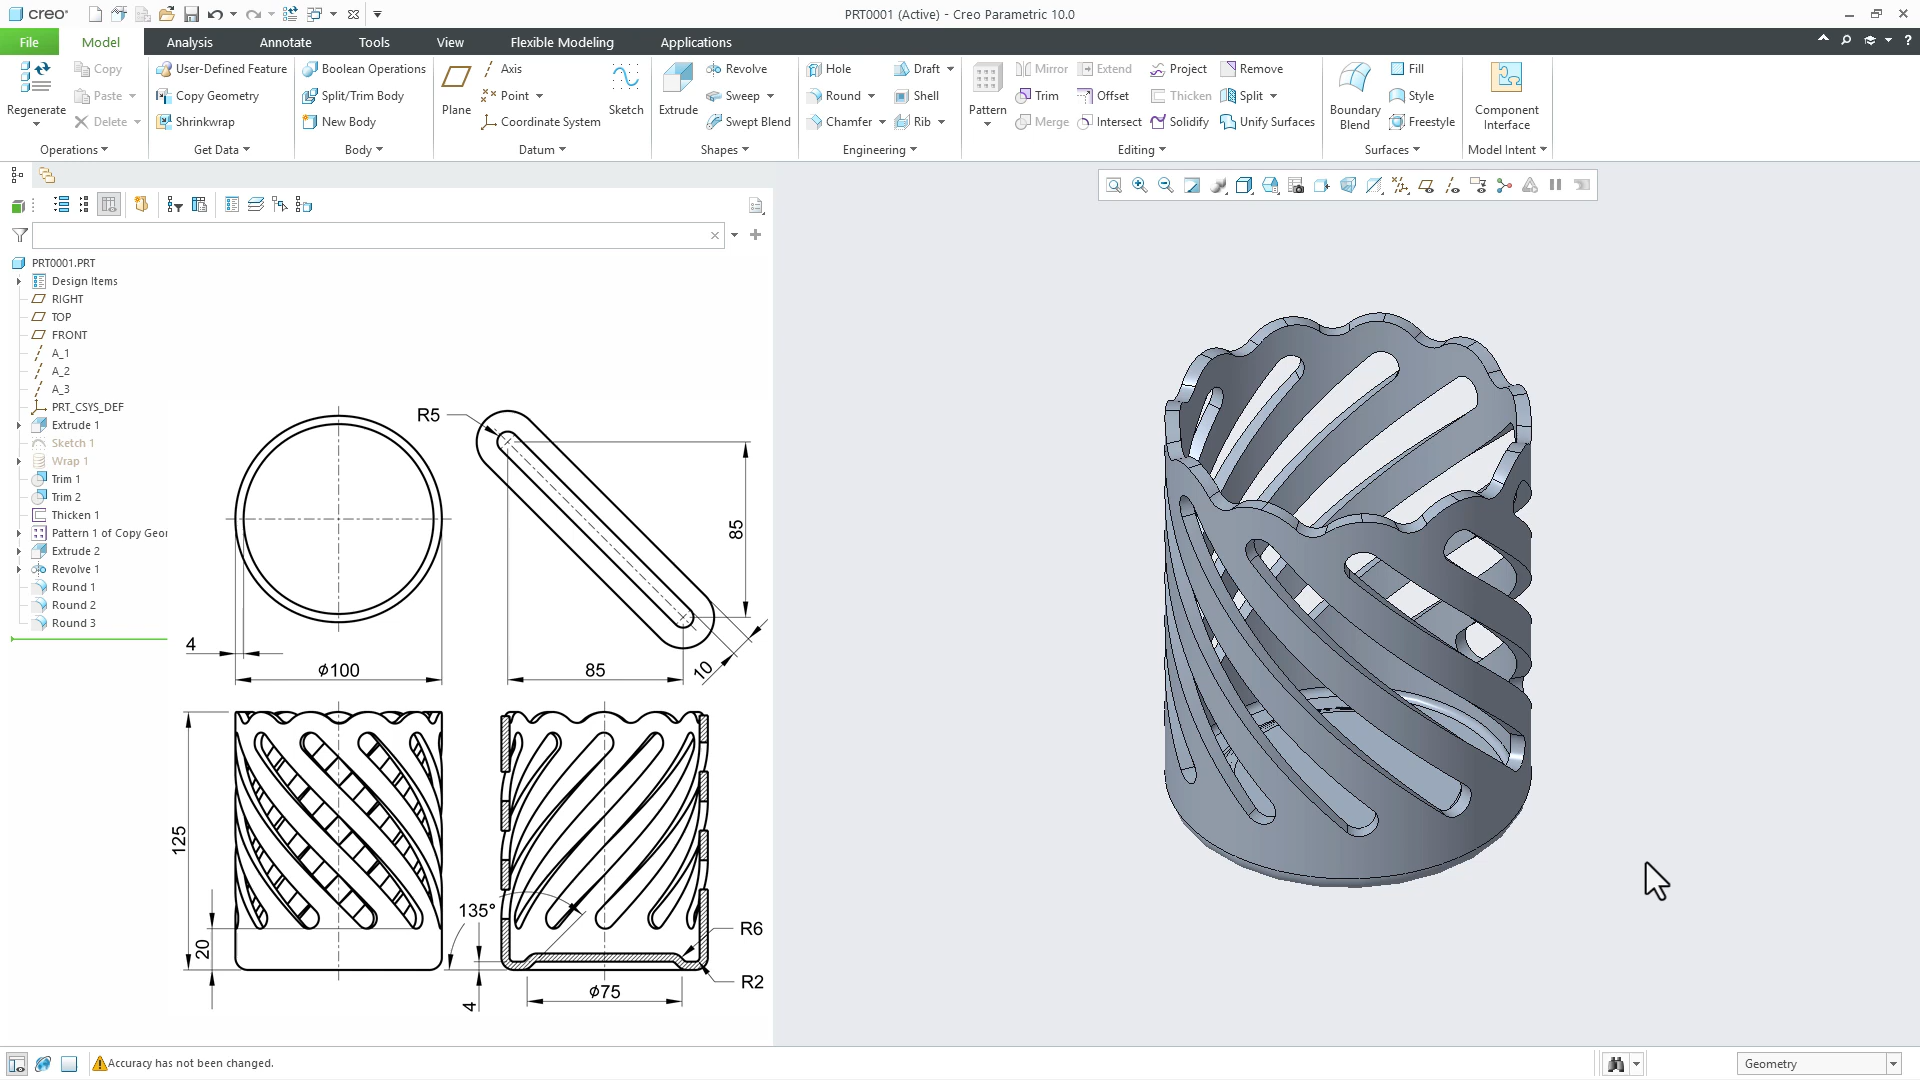 creo
PRT0001 (Active) - Creo Parametric 10.0
File
Model
Analysis
Annotate
Tools
View
Flexible Modeling
Applications
Regenerate
Copy
Paste
Delete
Operations
User-Defined Feature
Copy Geometry
Shrinkwrap
Get Data
Boolean Operations
Split/Trim Body
New Body
Body
Plane
Axis
Point
Coordinate System
Sketch
Datum
Extrude
Revolve
Sweep
Swept Blend
Shapes
Hole
Round
Chamfer
Draft
Shell
Rib
Engineering
Pattern
Mirror
Trim
Merge
Extend
Offset
Intersect
Project
Thicken
Solidify
Remove
Split
Unify Surfaces
Editing
Boundary
Blend
Fill
Style
Freestyle
Surfaces
Component
Interface
Model Intent
PRT0001.PRT
Design Items
RIGHT
TOP
FRONT
A_1
A_2
A_3
PRT_CSYS_DEF
Extrude 1
Sketch 1
Wrap 1
Trim 1
Trim 2
Thicken 1
Pattern 1 of Copy Geor
Extrude 2
Revolve 1
Round 1
Round 2
Round 3
R5
85
4
ϕ100
85
10
125
20
135°
R6
R2
4
ϕ75
Accuracy has not been changed.
Geometry